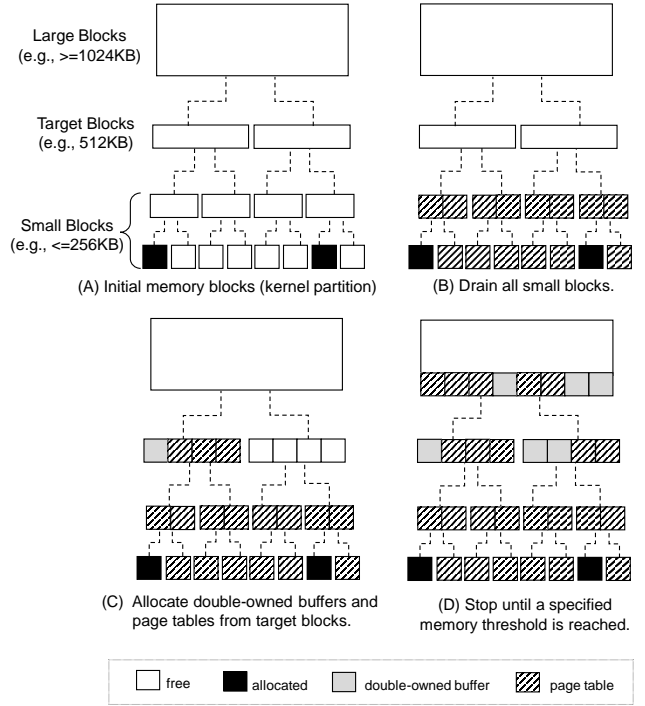 Large Blocks
(e.g., >=1024KB)
Target Blocks
(e.g., 512KB)
Small Blocks
(e.g., <=256KB)
(A) Initial memory blocks (kernel partition)
(B) Drain all small blocks.
(C) Allocate double-owned buffers and
page tables from target blocks.
(D) Stop until a specified
memory threshold is reached.
free
allocated
double-owned buffer
page table